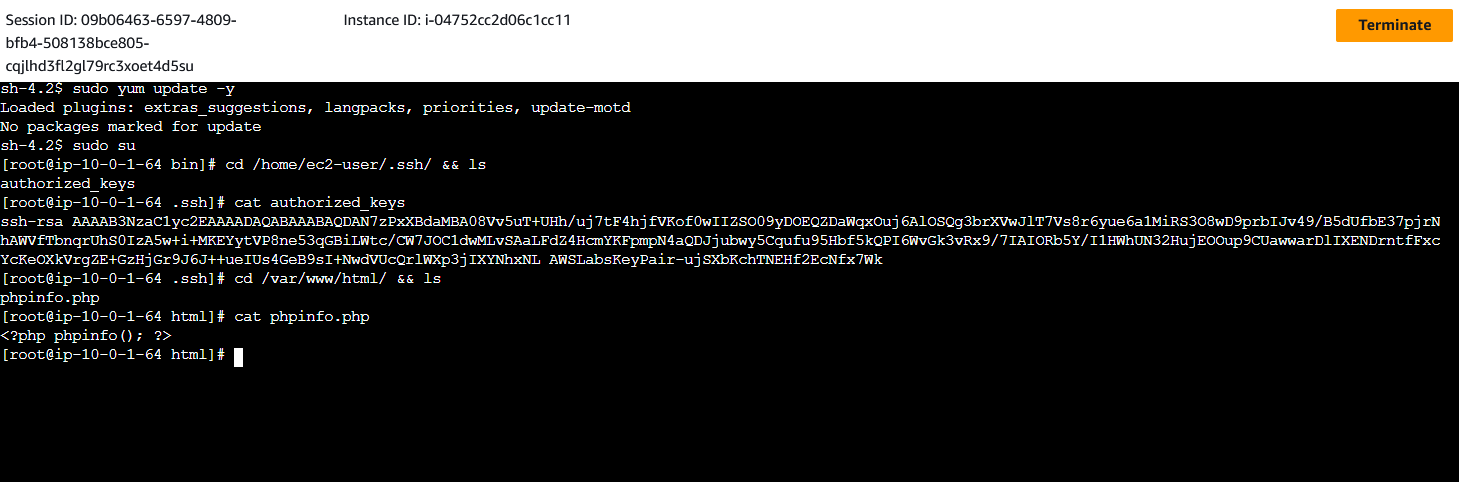 Session ID: 09b06463-6597-4809-
bfb4-508138bce805-
cqjlhd3fl2gl79rc3xoet4d5su
Instance ID: i-04752cc2d06c1cc11
Terminate
sh-4.2$ sudo yum update -y
Loaded plugins: extras_suggestions, langpacks, priorities, update-motd
No packages marked for update
sh-4.2$ sudo su
[root@ip-10-0-1-64 bin]# cd /home/ec2-user/.ssh/ && ls
authorized_keys
[root@ip-10-0-1-64 .ssh]# cat authorized_keys
ssh-rsa AAAAB3NzaC1yc2EAAAADAQABAAABAQDAN7zPxXBdaMBA08Vv5uT+UHh/uj7tF4hjfVKof0wIIZSO09yDOEQZDaWqxOuj6AlOSQg3brXVwJlT7Vs8r6yue6a1MiRS3O8wD9prbIJv49/B5dUfbE37pjrN
hAWVfTbnqrUhS0IzA5w+i+MKEYytVP8ne53qGBiLWtc/CW7JOC1dwMLvSAaLFdZ4HcmYKFpmpN4aQDJjubwy5Cqufu95Hbf5kQPI6WvGk3vRx9/7IAIORb5Y/I1HWhUN32HujEOOup9CUawwarDlIXENDrntfFxc
YcKeOXkVrgZE+GzHjGr9J6J++ueIUs4GeB9sI+NwdVUcQrlWXp3jIXYNhxNL AWSLabsKeyPair-ujSXbKchTNEHf2EcNfx7Wk
[root@ip-10-0-1-64 .ssh]# cd /var/www/html/ && ls
phpinfo.php
[root@ip-10-0-1-64 html]# cat phpinfo.php
<?php phpinfo(); ?>
[root@ip-10-0-1-64 html]#